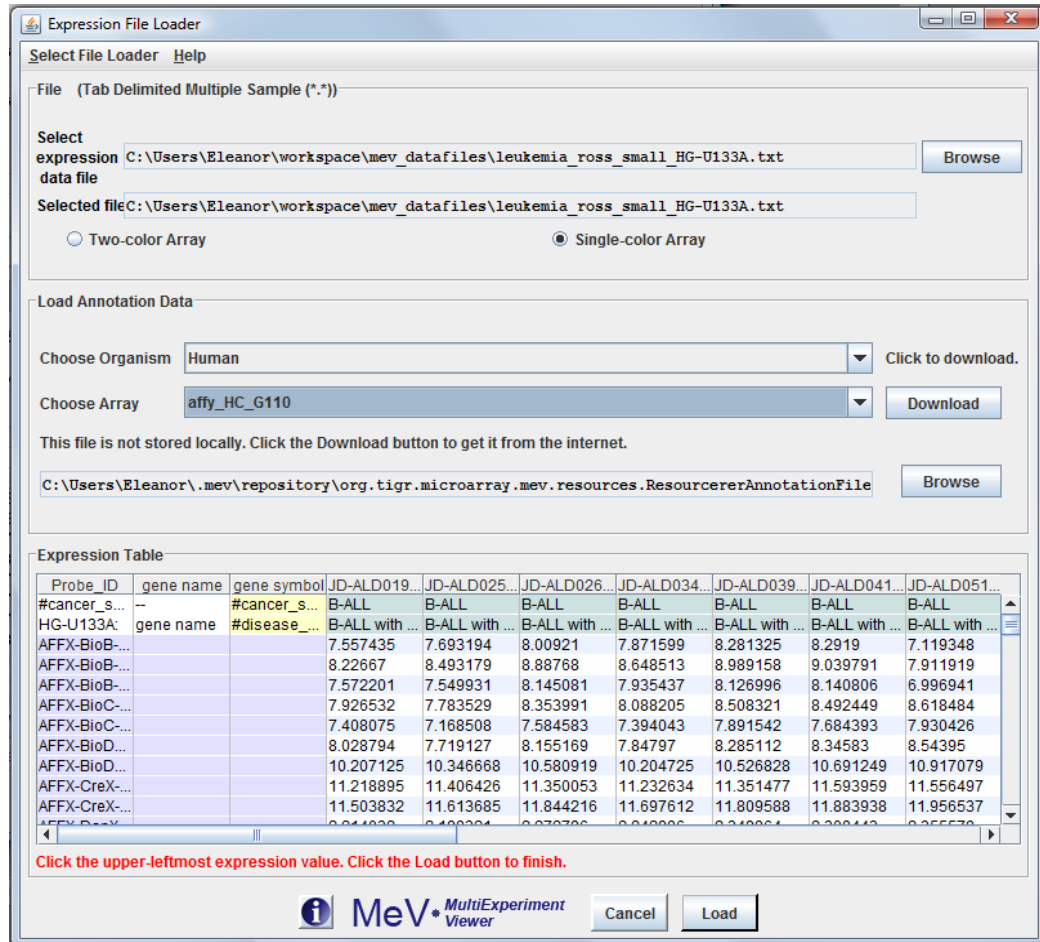 Expression File Loader
Select File Loader Help
File (Tab Delimited Multiple Sample (*.*))
Select
expression
data file
C:\Users\Eleanor\workspace\mev_datafiles\leukemia_ross_small_HG-U133A.txt
Browse
Selected file C:\Users\Eleanor\workspace\mev_datafiles\leukemia_ross_small_HG-U133A.txt
Two-color Array Single-color Array
Load Annotation Data
Choose Organism Human Click to download.
Choose Array affy_HC_G110 Download
This file is not stored locally. Click the Download button to get it from the internet.
C:\Users\Eleanor\.mev\repository\org.tigr.microarray.mev.resources.ResourcererAnnotationFile Browse
Expression Table
Probe_ID gene name gene symbol JD-ALD019... JD-ALD025... JD-ALD026... JD-ALD034... JD-ALD039... JD-ALD041... JD-ALD051...
#cancer_s... -- #cancer_s... B-ALL B-ALL B-ALL B-ALL B-ALL B-ALL B-ALL
HG-U133A: gene name #disease_... B-ALL with ... B-ALL with ... B-ALL with ... B-ALL with ... B-ALL with ... B-ALL with ... B-ALL with ...
AFFX-BioB-... 7.557435 7.693194 8.00921 7.871599 8.281325 8.2919 7.119348
AFFX-BioB-... 8.22667 8.493179 8.88768 8.648513 8.989158 9.039791 7.911919
AFFX-BioB-... 7.572201 7.549931 8.145081 7.935437 8.126996 8.140806 6.996941
AFFX-BioC-... 7.926532 7.783529 8.353991 8.088205 8.508321 8.492449 8.618484
AFFX-BioC-... 7.408075 7.168508 7.584583 7.394043 7.891542 7.684393 7.930426
AFFX-BioD... 8.028794 7.719127 8.155169 7.84797 8.285112 8.34583 8.54395
AFFX-BioD... 10.207125 10.346668 10.580919 10.204725 10.526828 10.691249 10.917079
AFFX-CreX-... 11.218895 11.406426 11.350053 11.232634 11.351477 11.593959 11.556497
AFFX-CreX-... 11.503832 11.613685 11.844216 11.697612 11.809588 11.883938 11.956537
Click the upper-leftmost expression value. Click the Load button to finish.
MeV MultiExperiment
Viewer
Cancel Load